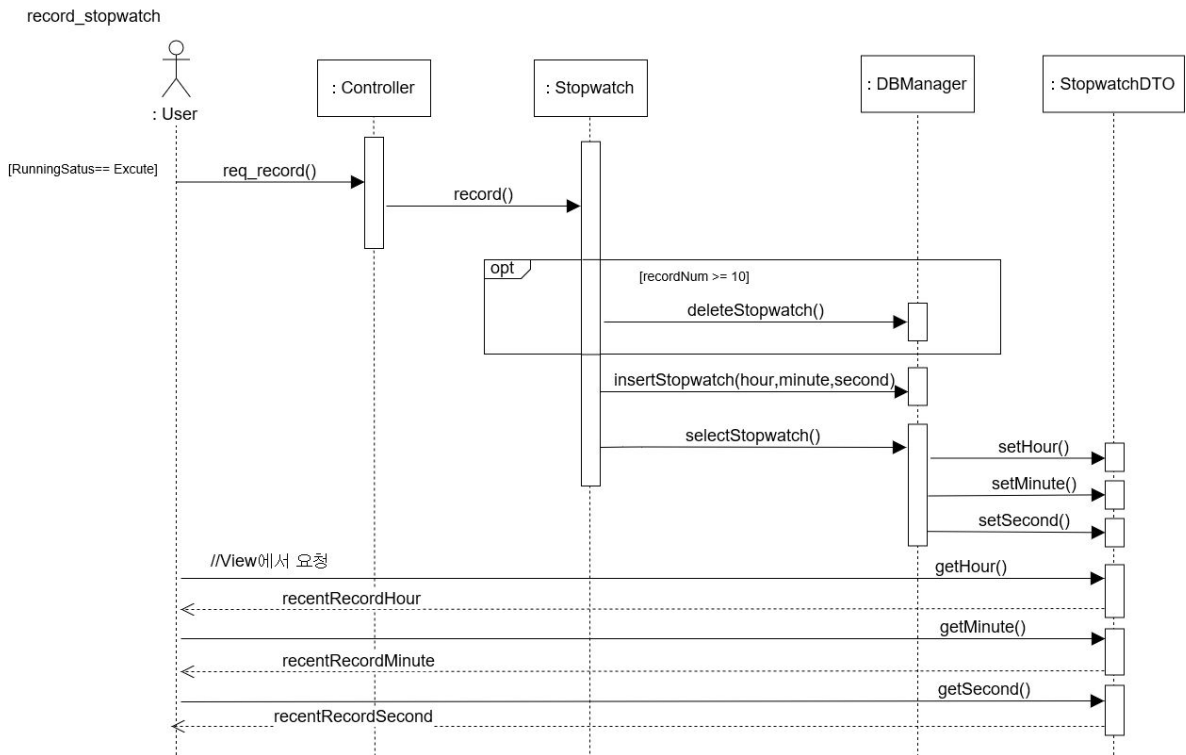 record_stopwatch
: User
: Controller
: Stopwatch
: DBManager
: StopwatchDTO
[RunningSatus== Excute]
req_record()
record()
opt
[recordNum >= 10]
deleteStopwatch()
insertStopwatch(hour,minute,second)
selectStopwatch()
setHour()
setMinute()
setSecond()
//View에서 요청
getHour()
recentRecordHour
getMinute()
recentRecordMinute
getSecond()
recentRecordSecond